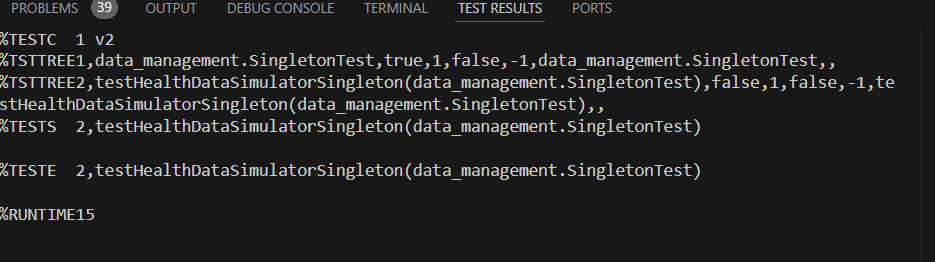 PROBLEMS 39 OUTPUT DEBUG CONSOLE TERMINAL TEST RESULTS PORTS
%TESTC  1 v2
%TSTTREE1,data_management.SingletonTest,true,1,false,-1,data_management.SingletonTest,,
%TSTTREE2,testHealthDataSimulatorSingleton(data_management.SingletonTest),false,1,false,-1,te
stHealthDataSimulatorSingleton(data_management.SingletonTest),,
%TESTS  2,testHealthDataSimulatorSingleton(data_management.SingletonTest)
%TESTE  2,testHealthDataSimulatorSingleton(data_management.SingletonTest)
%RUNTIME15